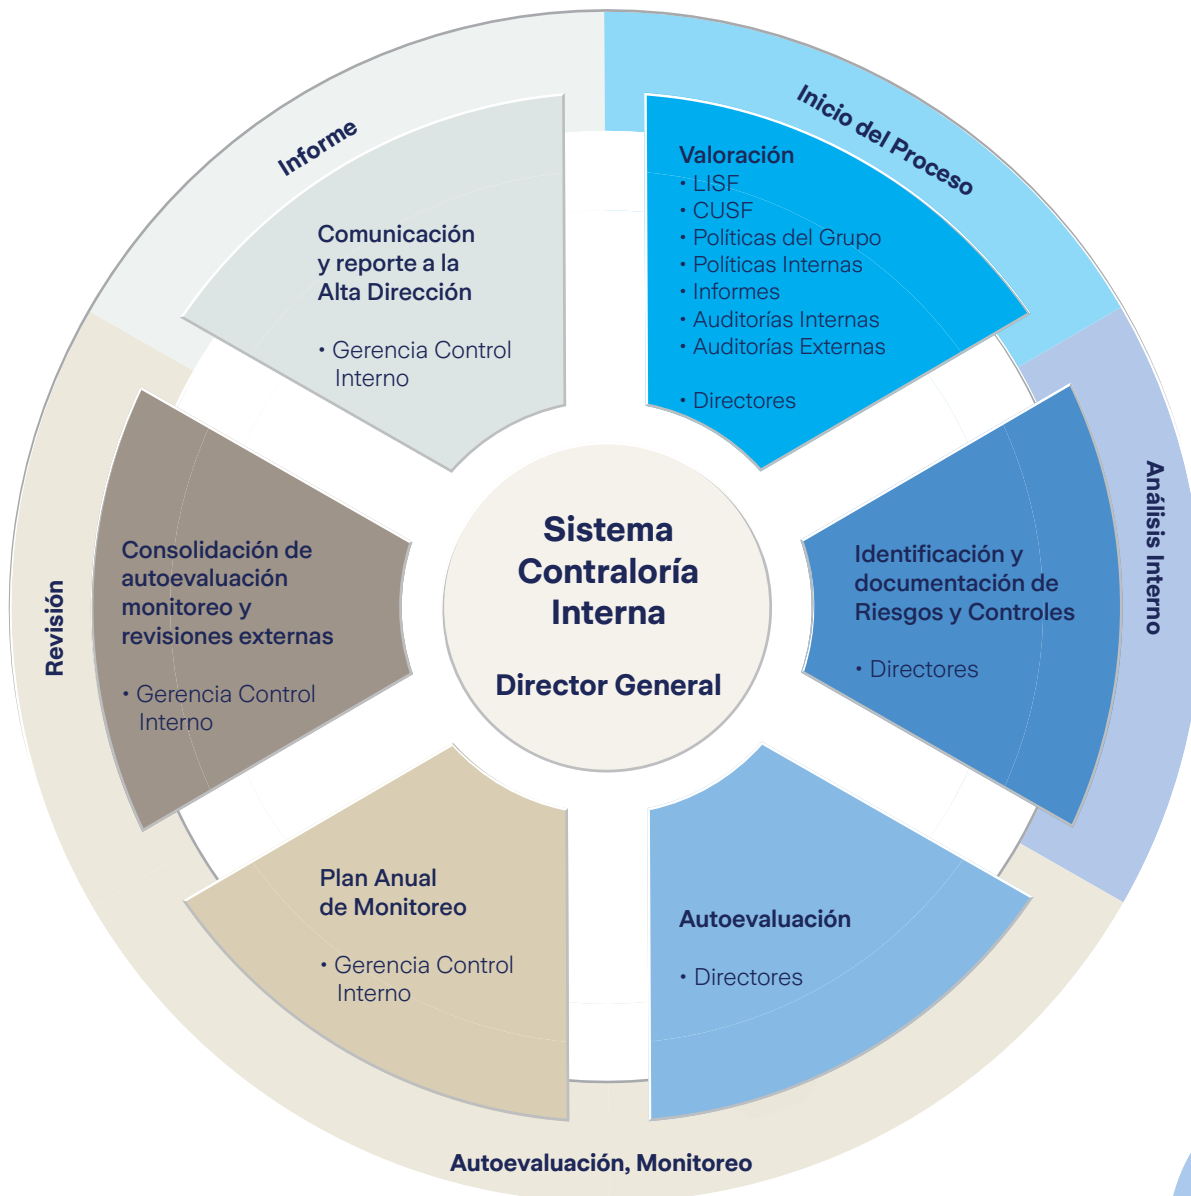 Inicio del Proceso
Valoración
• LISF
• CUSF
• Políticas del Grupo
• Políticas Internas
• Informes
• Auditorías Internas
• Auditorías Externas
• Directores
Análisis Interno
Identificación y
documentación de
Riesgos y Controles
• Directores
Autoevaluación
• Directores
Autoevaluación, Monitoreo
Plan Anual
de Monitoreo
• Gerencia Control
Interno
Revisión
Consolidación de
autoevaluación
monitoreo y
revisiones externas
• Gerencia Control
Interno
Informe
Comunicación
y reporte a la
Alta Dirección
• Gerencia Control
Interno
Sistema
Contraloría
Interna
Director General